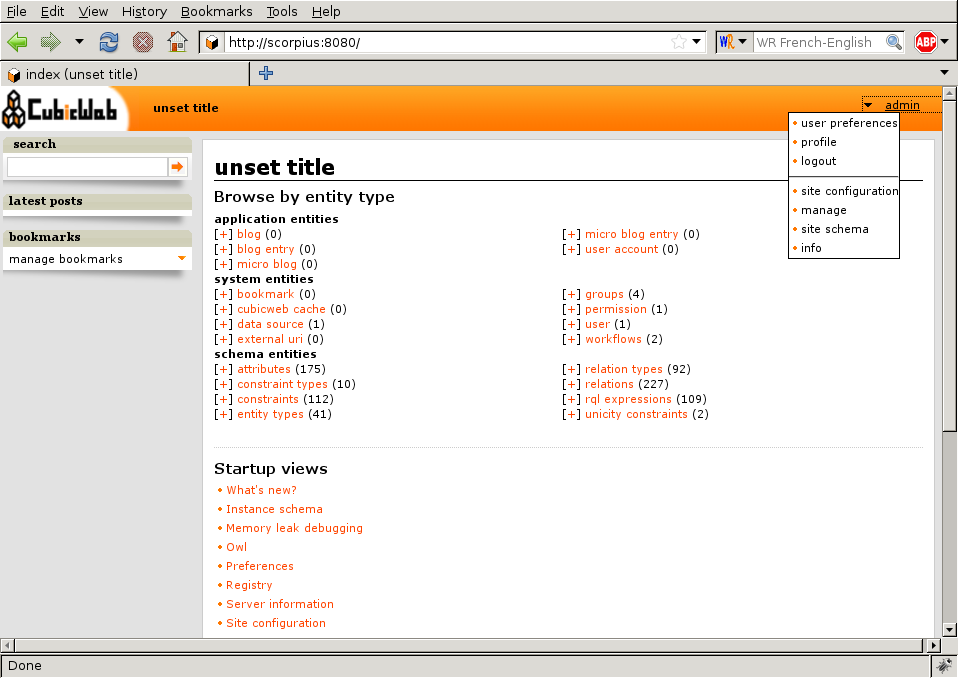 File Edit View History Bookmarks Tools Help
http://scorpius:8080/
WR WR French-English ABP
index (unset title)
CubicWeb unset title admin
user preferences
profile
logout
site configuration
manage
site schema
info
search
latest posts
bookmarks
manage bookmarks
unset title
Browse by entity type
application entities
[+] blog (0) [+] micro blog entry (0)
[+] blog entry (0) [+] user account (0)
[+] micro blog (0)
system entities
[+] bookmark (0) [+] groups (4)
[+] cubicweb cache (0) [+] permission (1)
[+] data source (1) [+] user (1)
[+] external uri (0) [+] workflows (2)
schema entities
[+] attributes (175) [+] relation types (92)
[+] constraint types (10) [+] relations (227)
[+] constraints (112) [+] rql expressions (109)
[+] entity types (41) [+] unicity constraints (2)
Startup views
What's new?
Instance schema
Memory leak debugging
Owl
Preferences
Registry
Server information
Site configuration
Done